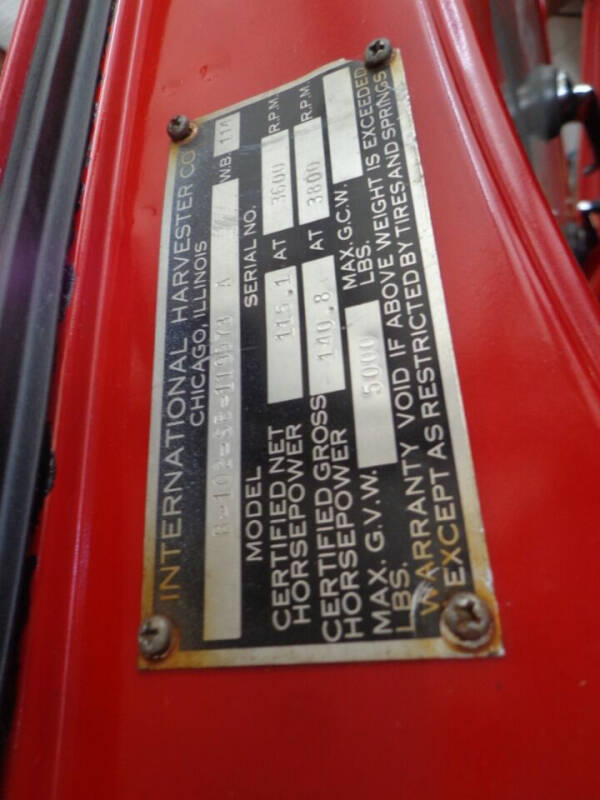 INTERNATIONAL HARVESTER CO.
CHICAGO, ILLINOIS
A W.B. 114
MODEL SERIAL NO.
CERTIFIED NET HORSEPOWER 115.1 AT 3600 R.P.M.
CERTIFIED GROSS HORSEPOWER 140.8 AT 3800 R.P.M.
MAX. G.V.W. LBS. 5000 MAX. G.C.W. LBS.
WARRANTY VOID IF ABOVE WEIGHT IS EXCEEDED
EXCEPT AS RESTRICTED BY TIRES AND SPRINGS